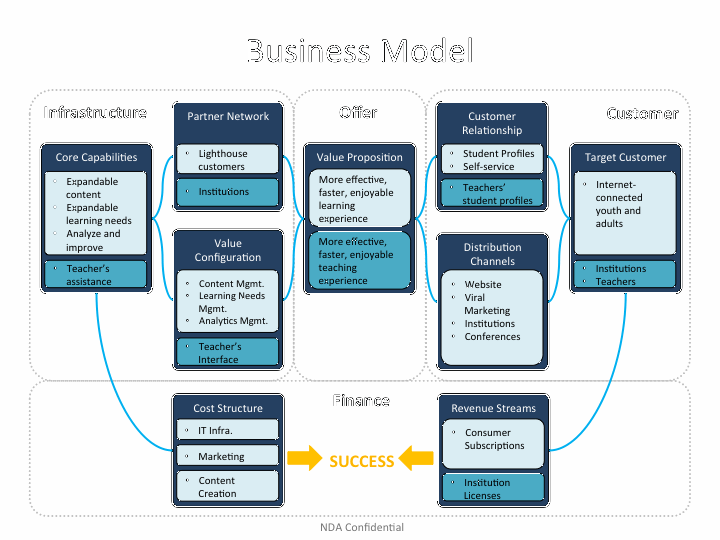 Business Model
Infrastructure
Offer
Customer
Partner Network
Lighthouse
customers
Institutions
Core Capabilities
Expandable
content
Expandable
learning needs
Analyze and
improve
Teacher's
assistance
Value
Configuration
Content Mgmt.
Learning Needs
Mgmt.
Analytics Mgmt.
Teacher's
Interface
Value Proposition
More effective,
faster, enjoyable
learning
experience
More effective,
faster, enjoyable
teaching
experience
Customer
Relationship
Student Profiles
Self-service
Teachers'
student profiles
Distribution
Channels
Website
Viral
Marketing
Institutions
Conferences
Target Customer
Internet-
connected
youth and
adults
Institutions
Teachers
Finance
Cost Structure
IT Infra.
Marketing
Content
Creation
SUCCESS
Revenue Streams
Consumer
Subscriptions
Institution
Licenses
NDA Confidential